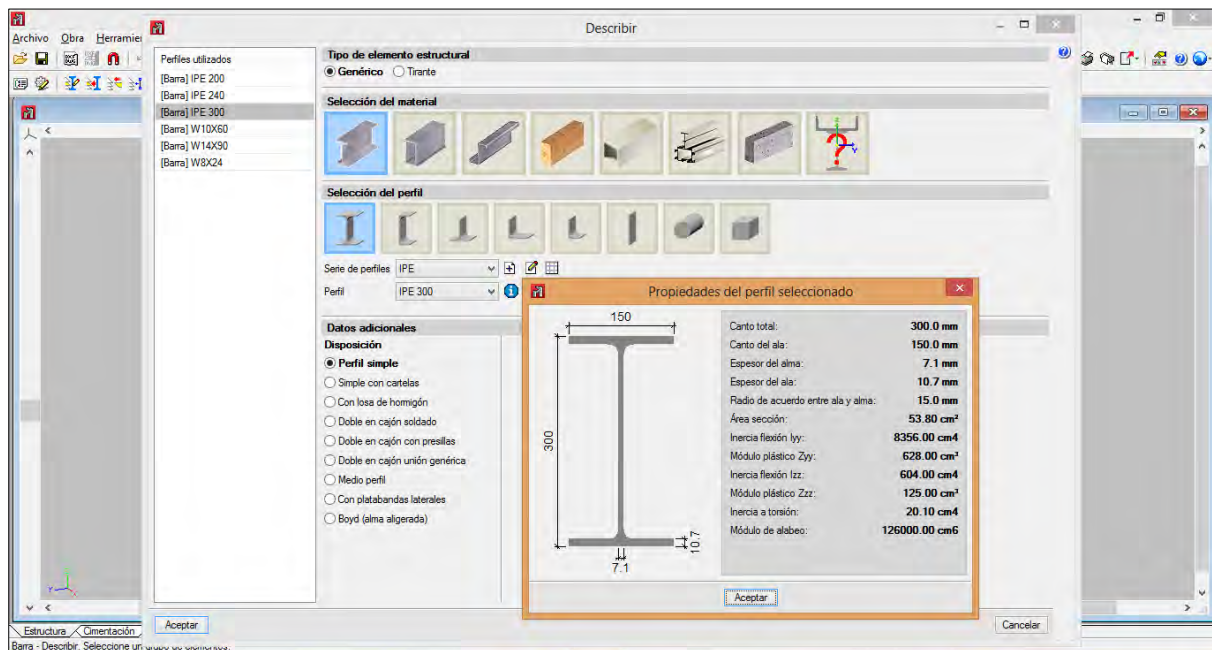 Describir
Archivo Obra Herramie
Perfiles utilizados
[Barra] IPE 200
[Barra] IPE 240
[Barra] IPE 300
[Barra] W10X60
[Barra] W14X90
[Barra] W8X24
Tipo de elemento estructural
Genérico Tirante
Selección del material
Selección del perfil
Serie de perfiles IPE
Perfil IPE 300
Datos adicionales
Disposición
Perfil simple
Simple con cartelas
Con losa de hormigón
Doble en cajón soldado
Doble en cajón con presillas
Doble en cajón unión genérica
Medio perfil
Con platabandas laterales
Boyd (alma aligerada)
Propiedades del perfil seleccionado
150
300
7.1
10.7
Canto total: 300.0 mm
Canto del ala: 150.0 mm
Espesor del alma: 7.1 mm
Espesor del ala: 10.7 mm
Radio de acuerdo entre ala y alma: 15.0 mm
Área sección: 53.80 cm²
Inercia flexión Iyy: 8356.00 cm4
Módulo plástico Zyy: 628.00 cm³
Inercia flexión Izz: 604.00 cm4
Módulo plástico Zzz: 125.00 cm³
Inercia a torsión: 20.10 cm4
Módulo de alabeo: 126000.00 cm6
Aceptar
Aceptar
Cancelar
Estructura Cimentación
Barra - Describir. Seleccione un grupo de elementos.